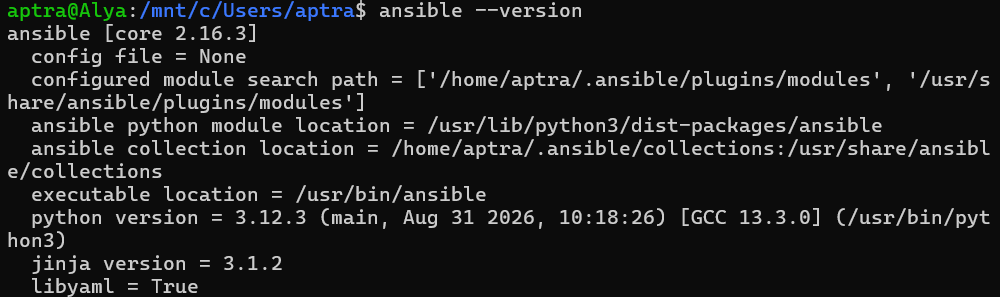 aptra@Alya:/mnt/c/Users/aptra$ ansible --version
ansible [core 2.16.3]
  config file = None
  configured module search path = ['/home/aptra/.ansible/plugins/modules', '/usr/s
hare/ansible/plugins/modules']
  ansible python module location = /usr/lib/python3/dist-packages/ansible
  ansible collection location = /home/aptra/.ansible/collections:/usr/share/ansibl
e/collections
  executable location = /usr/bin/ansible
  python version = 3.12.3 (main, Aug 31 2026, 10:18:26) [GCC 13.3.0] (/usr/bin/pyt
hon3)
  jinja version = 3.1.2
  libyaml = True